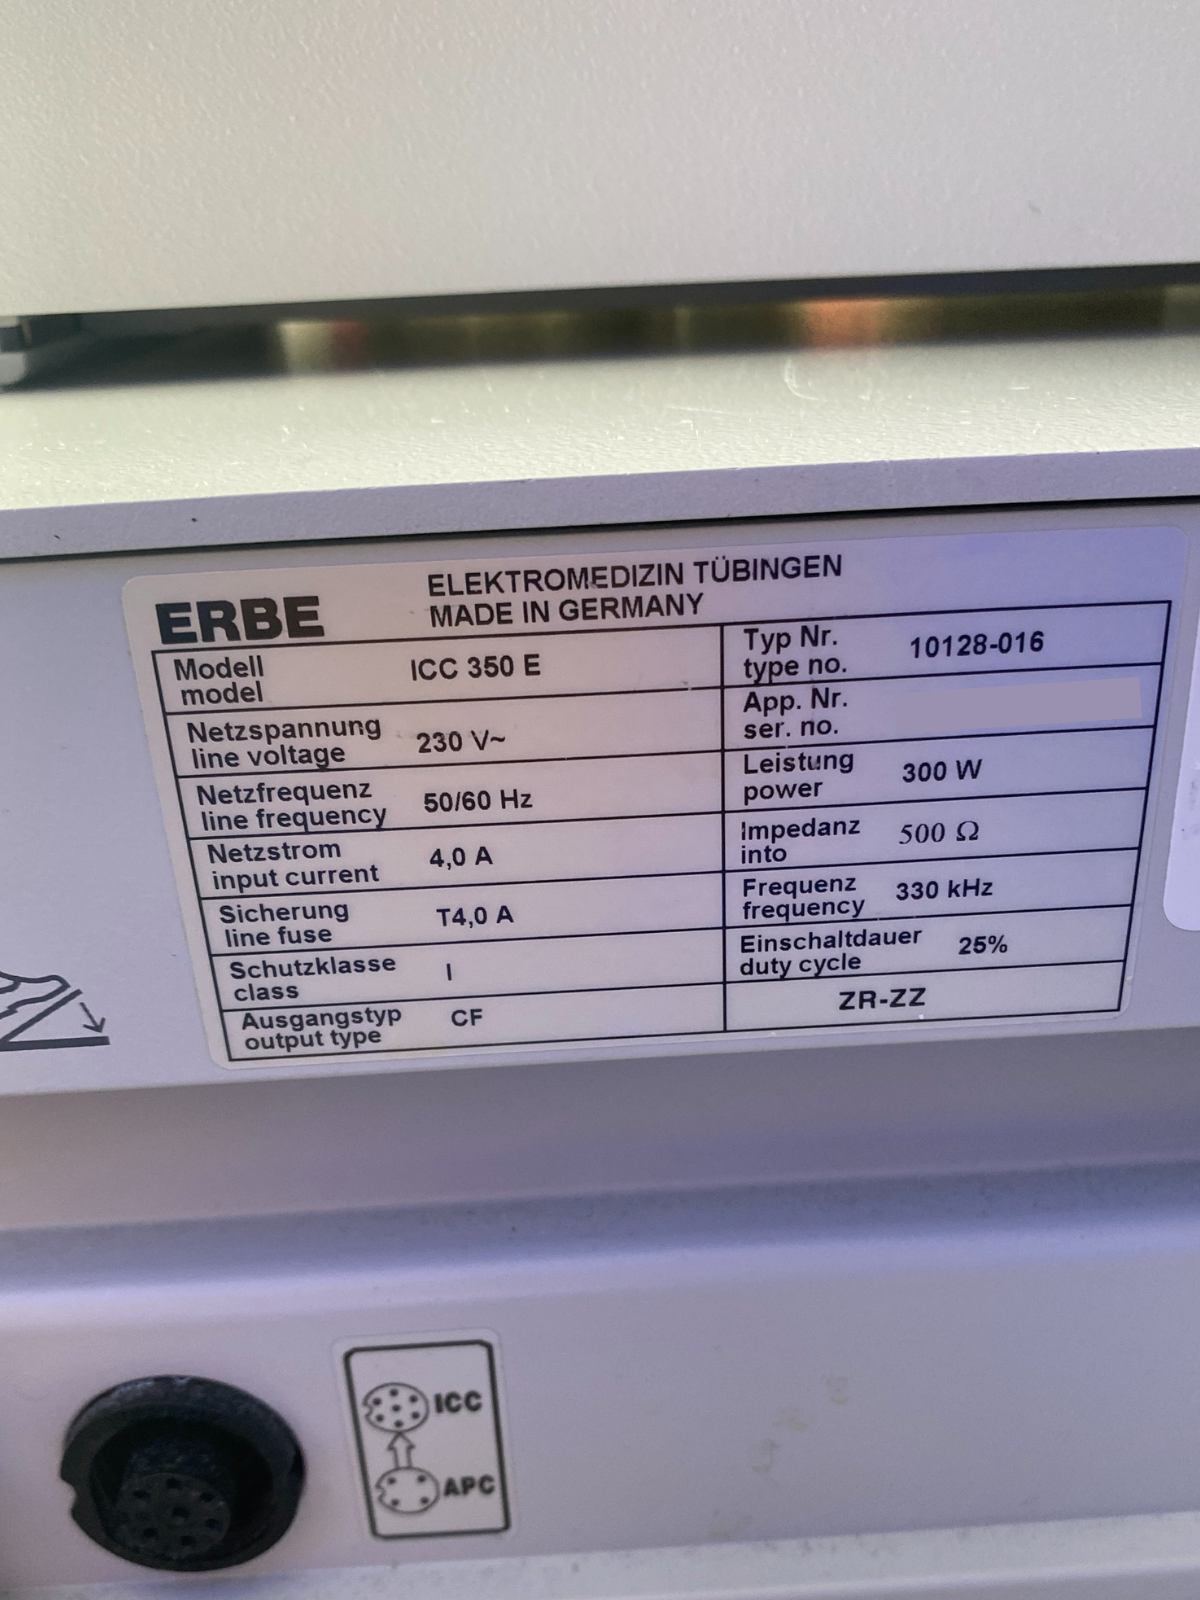 ERBE
ELEKTROMEDIZIN TÜBINGEN
MADE IN GERMANY
Modell
model
ICC 350 E
Typ Nr.
type no.
10128-016
Netzspannung
line voltage
230 V~
App. Nr.
ser. no.
Netzfrequenz
line frequency
50/60 Hz
Leistung
power
300 W
Netzstrom
input current
4,0 A
Impedanz
into
500 Ω
Sicherung
line fuse
T4,0 A
Frequenz
frequency
330 kHz
Schutzklasse
class
I
Einschaltdauer
duty cycle
25%
Ausgangstyp
output type
CF
ZR-ZZ
ICC
APC